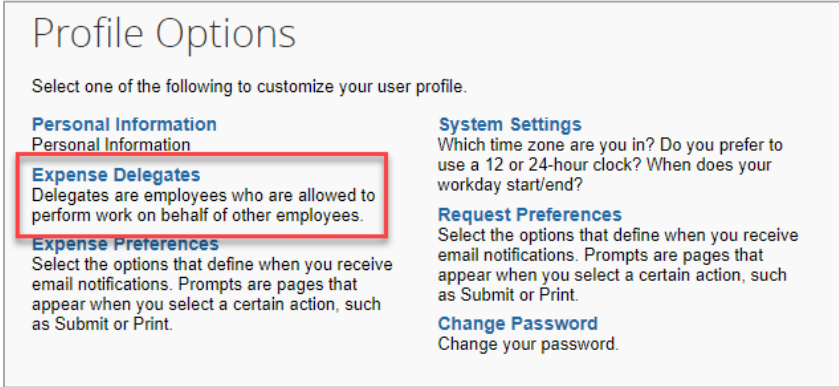 Profile Options
Select one of the following to customize your user profile.
Personal Information
Personal Information
Expense Delegates
Delegates are employees who are allowed to
perform work on behalf of other employees.
Expense Preferences
Select the options that define when you receive
email notifications. Prompts are pages that
appear when you select a certain action, such
as Submit or Print.
System Settings
Which time zone are you in? Do you prefer to
use a 12 or 24-hour clock? When does your
workday start/end?
Request Preferences
Select the options that define when you receive
email notifications. Prompts are pages that
appear when you select a certain action, such
as Submit or Print.
Change Password
Change your password.